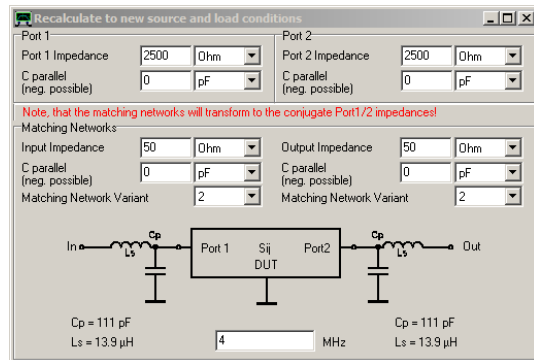 Recalculate to new source and load conditions
Port 1
Port 2
Port 1 Impedance 2500 Ohm
Port 2 Impedance 2500 Ohm
C parallel (neg. possible) 0 pF
C parallel (neg. possible) 0 pF
Note, that the matching networks will transform to the conjugate Port1/2 impedances!
Matching Networks
Input Impedance 50 Ohm
Output Impedance 50 Ohm
C parallel (neg. possible) 0 pF
C parallel (neg. possible) 0 pF
Matching Network Variant 2
Matching Network Variant 2
In Ls Cp Port 1 Sij Port2 Cp Ls Out
DUT
Cp = 111 pF
Cp = 111 pF
Ls = 13.9 µH
4 MHz
Ls = 13.9 µH